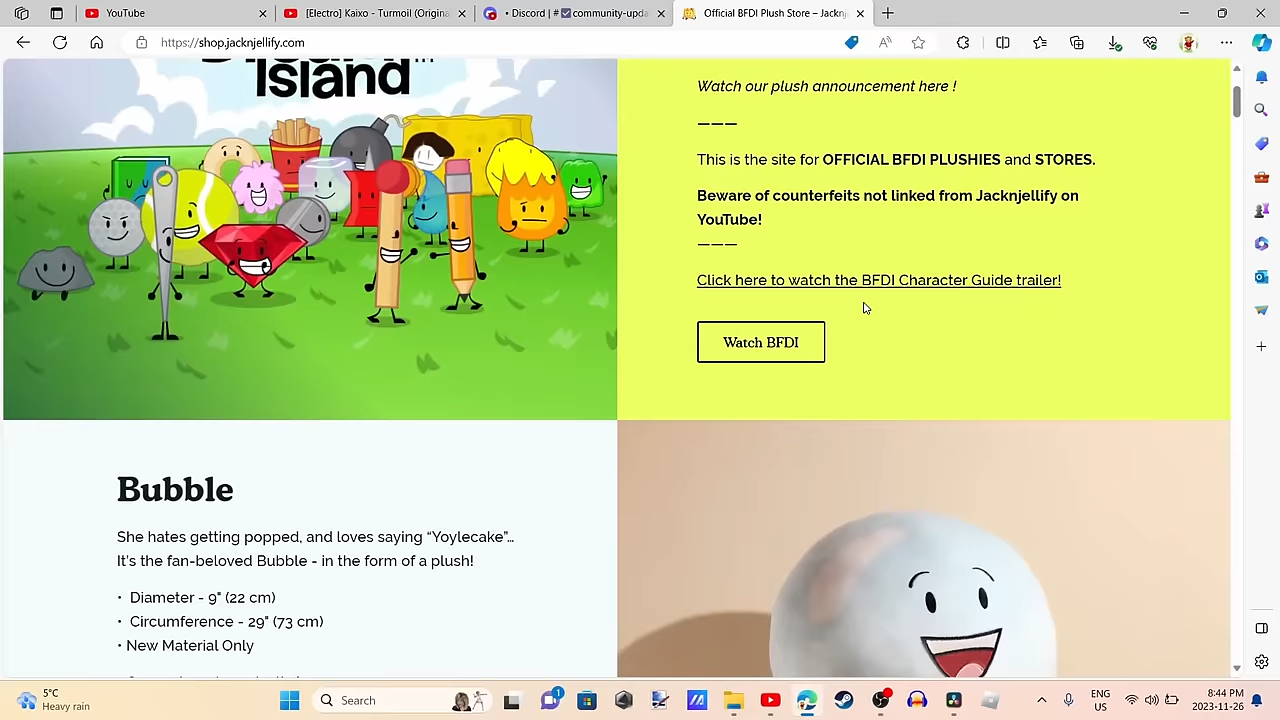 YouTube
[Electro] Kaixo - Turmoil (Origina
• Discord | #✅community-upda
Official BFDI Plush Store – Jacknj
https://shop.jacknjellify.com
Island
Watch our plush announcement here !
———
This is the site for OFFICIAL BFDI PLUSHIES and STORES.
Beware of counterfeits not linked from Jacknjellify on
YouTube!
———
Click here to watch the BFDI Character Guide trailer!
Watch BFDI
Bubble
She hates getting popped, and loves saying “Yoylecake”…
It's the fan-beloved Bubble - in the form of a plush!
• Diameter - 9" (22 cm)
• Circumference - 29" (73 cm)
• New Material Only
5°C
Heavy rain
Search
1
ENG
US
8:44 PM
2023-11-26